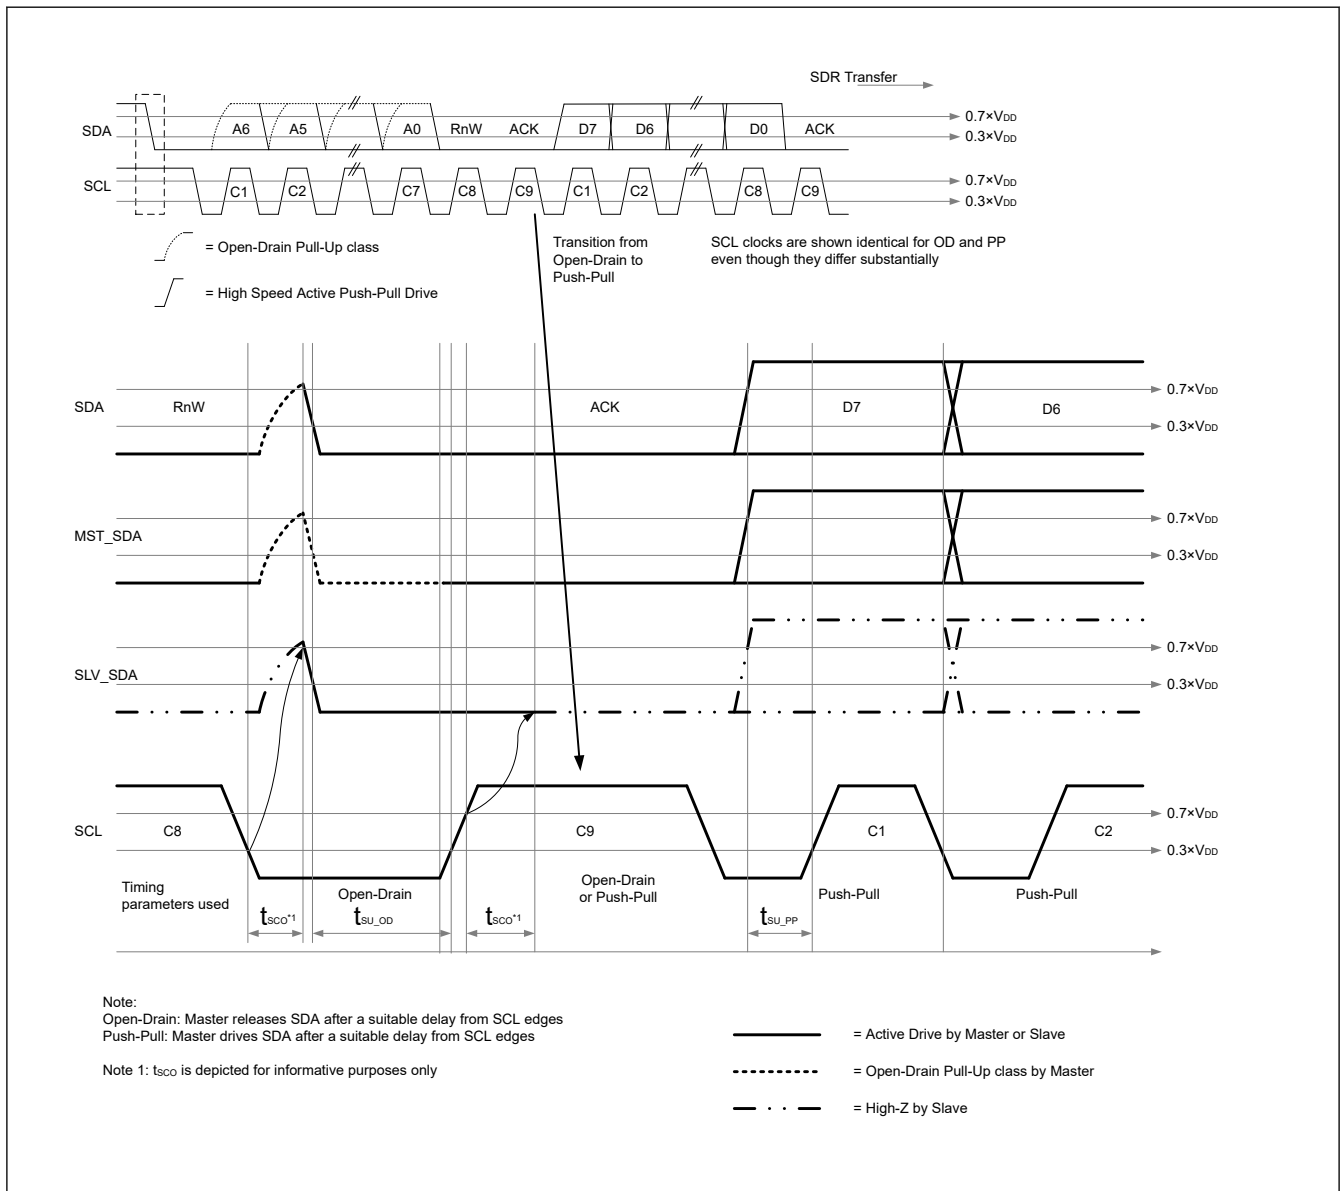 SDR Transfer
SDA
A6 A5 A0 RnW ACK D7 D6 D0 ACK
0.7×VDD
0.3×VDD
SCL
C1 C2 C7 C8 C9 C1 C2 C8 C9
0.7×VDD
0.3×VDD
= Open-Drain Pull-Up class
= High Speed Active Push-Pull Drive
Transition from
Open-Drain to
Push-Pull
SCL clocks are shown identical for OD and PP
even though they differ substantially
SDA
RnW ACK D7 D6
0.7×VDD
0.3×VDD
MST_SDA
0.7×VDD
0.3×VDD
SLV_SDA
0.7×VDD
0.3×VDD
SCL
C8 C9 C1 C2
0.7×VDD
0.3×VDD
Timing
parameters used
Open-Drain
Open-Drain
or Push-Pull
Push-Pull
Push-Pull
tSCO*1
tSU_OD
tSCO*1
tSU_PP
Note:
Open-Drain: Master releases SDA after a suitable delay from SCL edges
Push-Pull: Master drives SDA after a suitable delay from SCL edges
Note 1: tSCO is depicted for informative purposes only
= Active Drive by Master or Slave
= Open-Drain Pull-Up class by Master
= High-Z by Slave